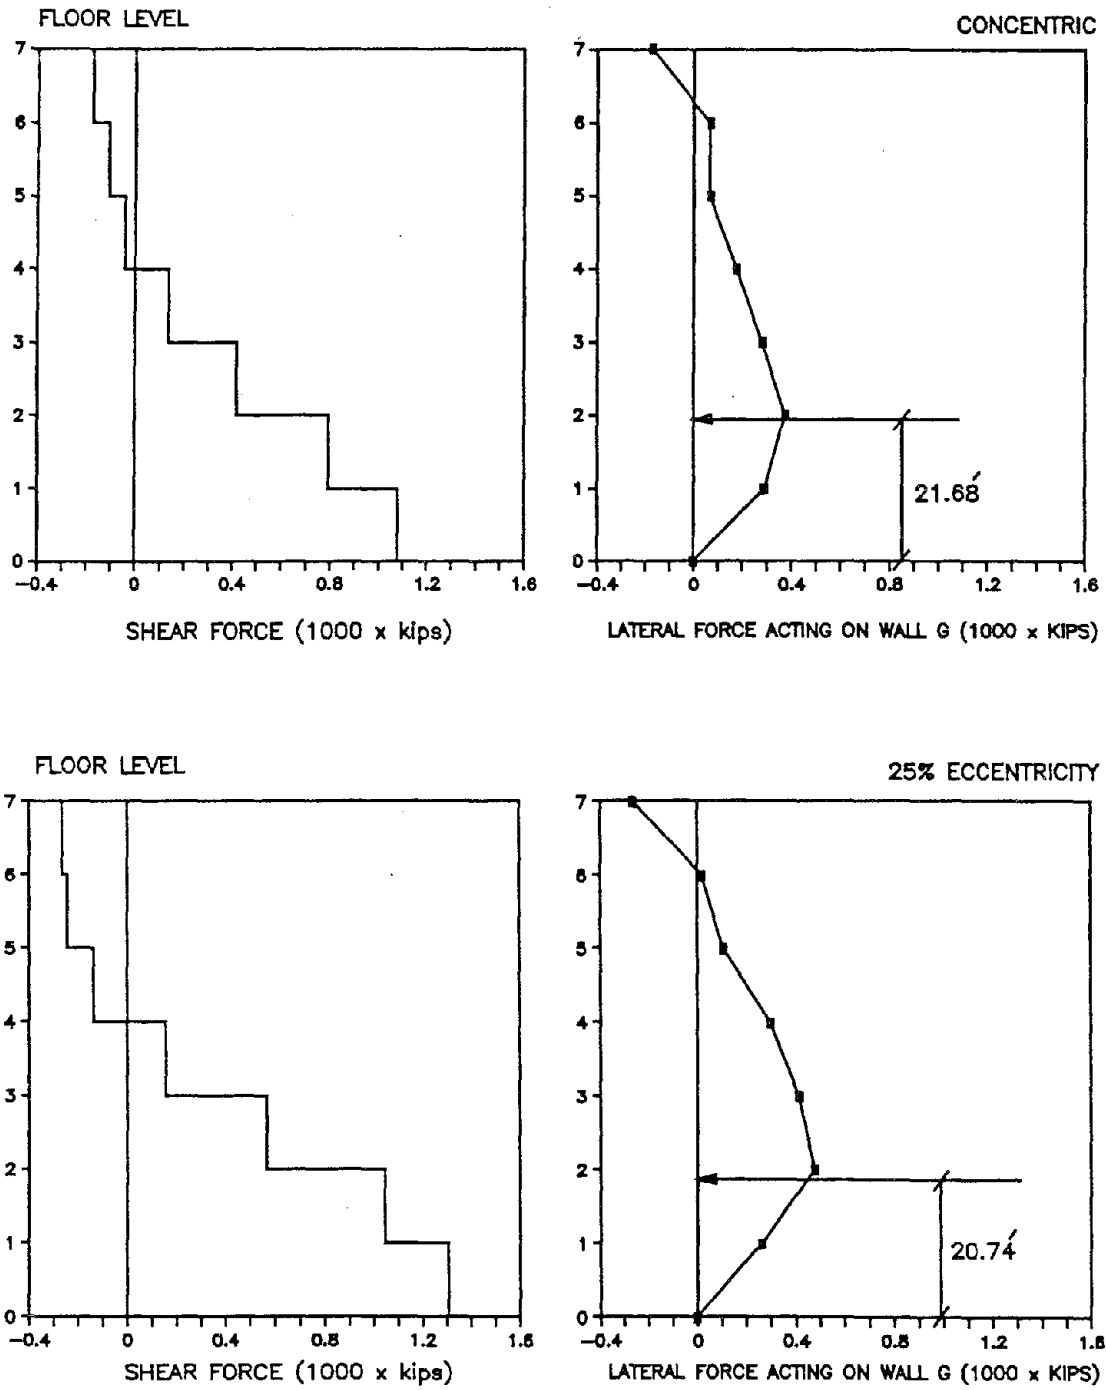 FLOOR LEVEL
CONCENTRIC
7
6
5
4
3
2
1
0
-0.4 0 0.4 0.8 1.2 1.6
SHEAR FORCE (1000 x kips)
7
6
5
4
3
2
1
0
21.68'
-0.4 0 0.4 0.8 1.2 1.6
LATERAL FORCE ACTING ON WALL G (1000 x KIPS)
FLOOR LEVEL
25% ECCENTRICITY
7
6
5
4
3
2
1
0
-0.4 0 0.4 0.8 1.2 1.6
SHEAR FORCE (1000 x kips)
7
6
5
4
3
2
1
0
20.74'
-0.4 0 0.4 0.8 1.2 1.6
LATERAL FORCE ACTING ON WALL G (1000 x KIPS)